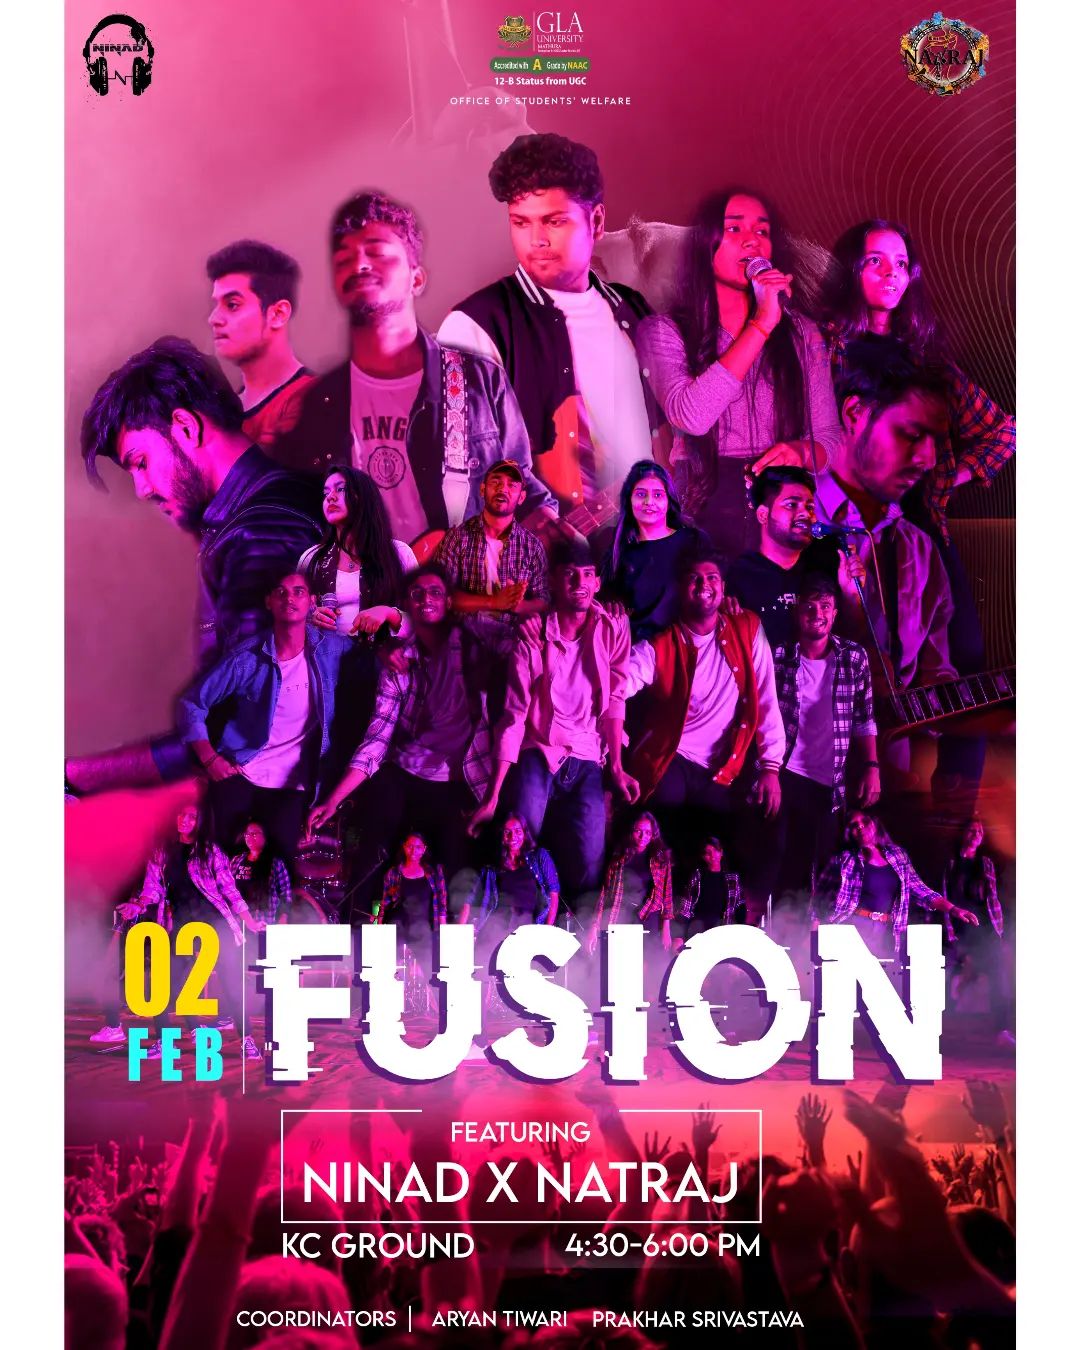 NINAD
GLA
UNIVERSITY
MATHURA
Accredited with A Grade by NAAC
12-B Status from UGC
OFFICE OF STUDENTS' WELFARE
NATRAJ
ANG
02
FEB
FUSION
FEATURING
NINAD X NATRAJ
KC GROUND
4:30-6:00 PM
COORDINATORS | ARYAN TIWARI PRAKHAR SRIVASTAVA